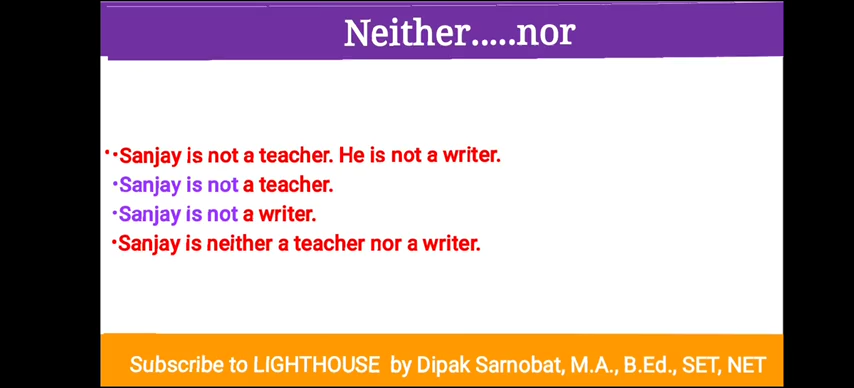 Neither.....nor
•Sanjay is not a teacher. He is not a writer.
•Sanjay is not a teacher.
•Sanjay is not a writer.
•Sanjay is neither a teacher nor a writer.
Subscribe to LIGHTHOUSE by Dipak Sarnobat, M.A., B.Ed., SET, NET